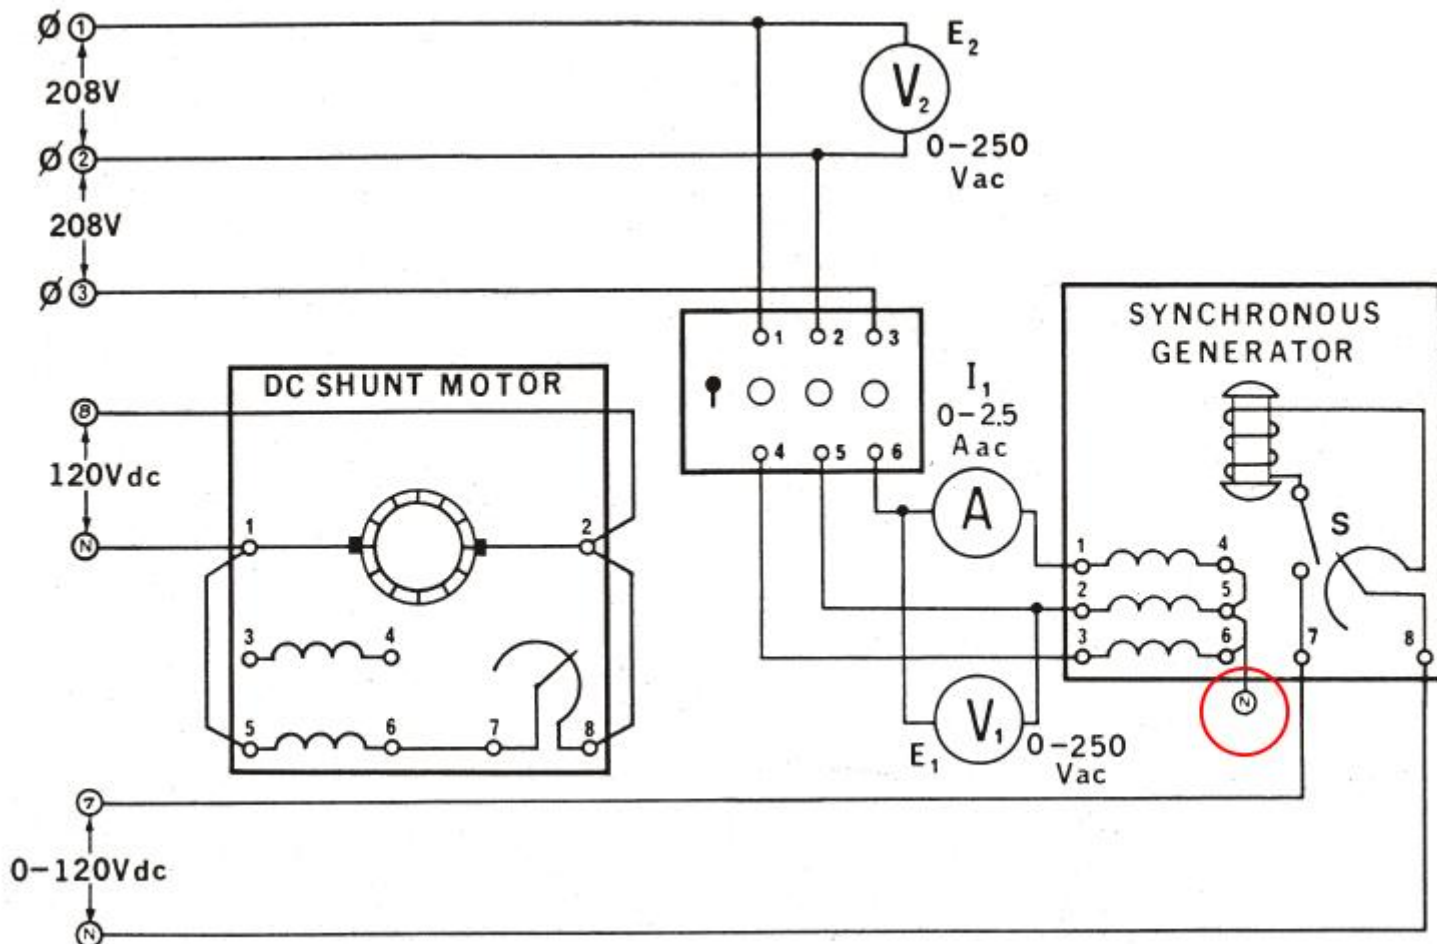 Ø 1
208V
Ø 2
208V
Ø 3
E2
V2
0-250
Vac
1 2 3
4 5 6
I1
0-2.5
A ac
A
V1
E1
0-250
Vac
DC SHUNT MOTOR
8
120Vdc
N
1 2
3 4
5 6 7 8
SYNCHRONOUS
GENERATOR
S
1 4
2 5
3 6 7 8
N
7
0-120Vdc
N